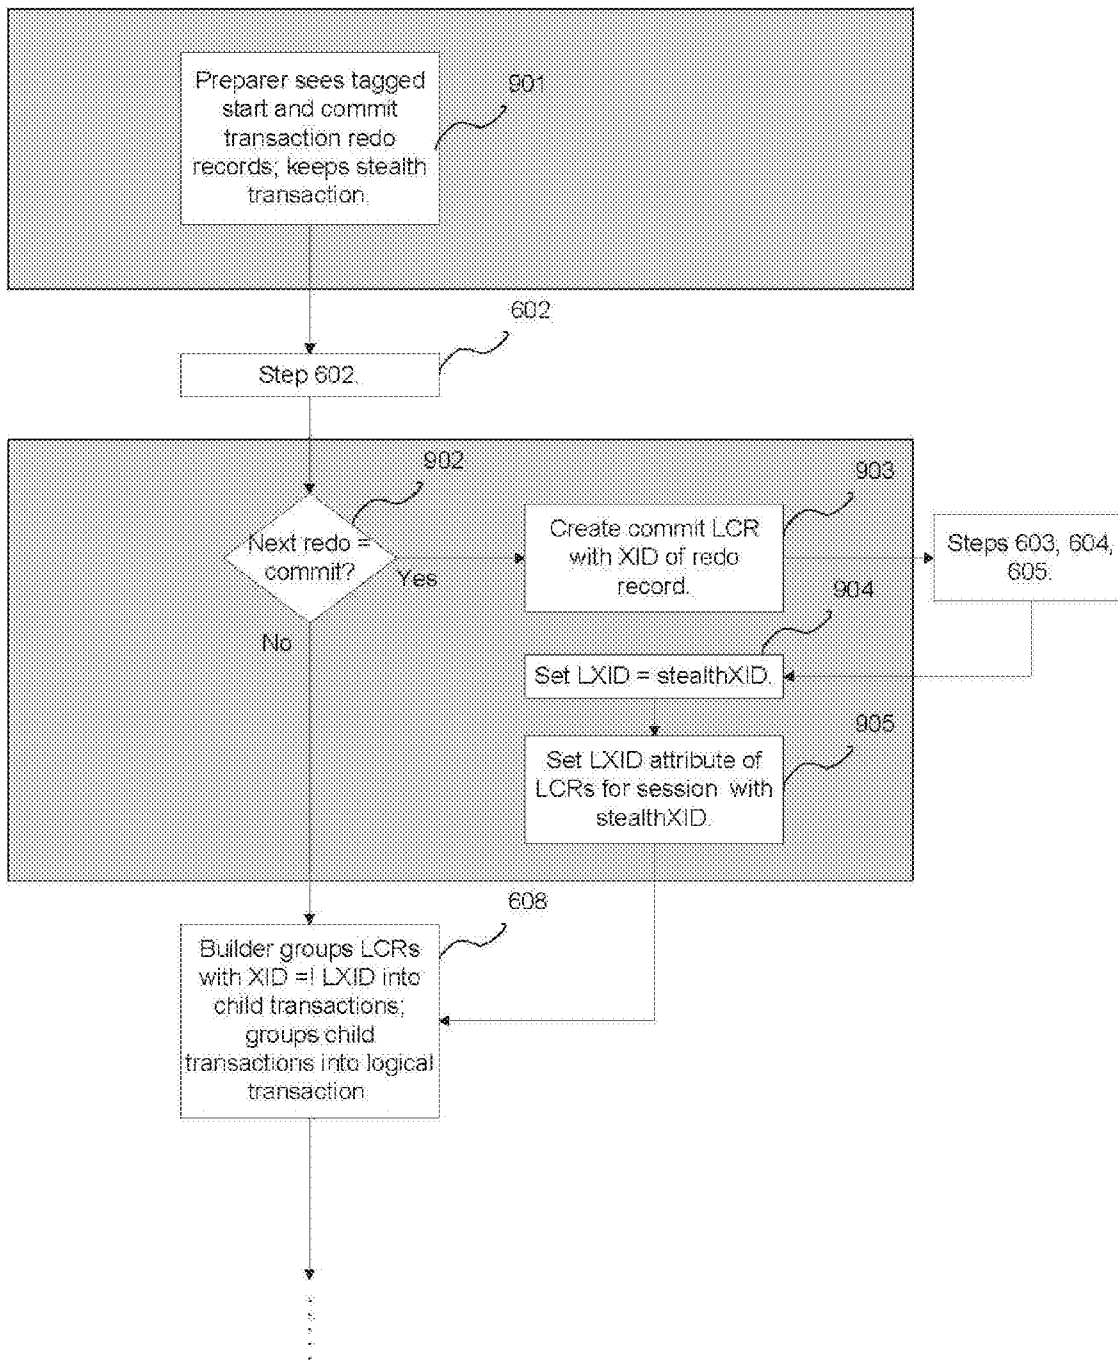 Preparer sees tagged
start and commit
transaction redo
records; keeps stealth
transaction.
901
602
Step 602.
902
Next redo =
commit?
Yes
No
903
Create commit LCR
with XID of redo
record.
Steps 603, 604,
605.
904
Set LXID = stealthXID.
905
Set LXID attribute of
LCRs for session with
stealthXID.
608
Builder groups LCRs
with XID =! LXID into
child transactions;
groups child
transactions into logical
transaction